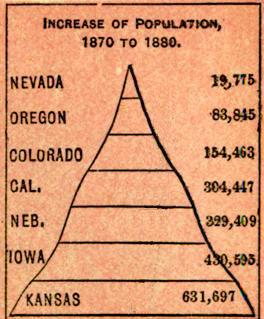 INCREASE OF POPULATION,
1870 TO 1880.
NEVADA 19,775
OREGON 83,845
COLORADO 154,463
CAL. 304,447
NEB. 329,409
IOWA 430,595.
KANSAS 631,697